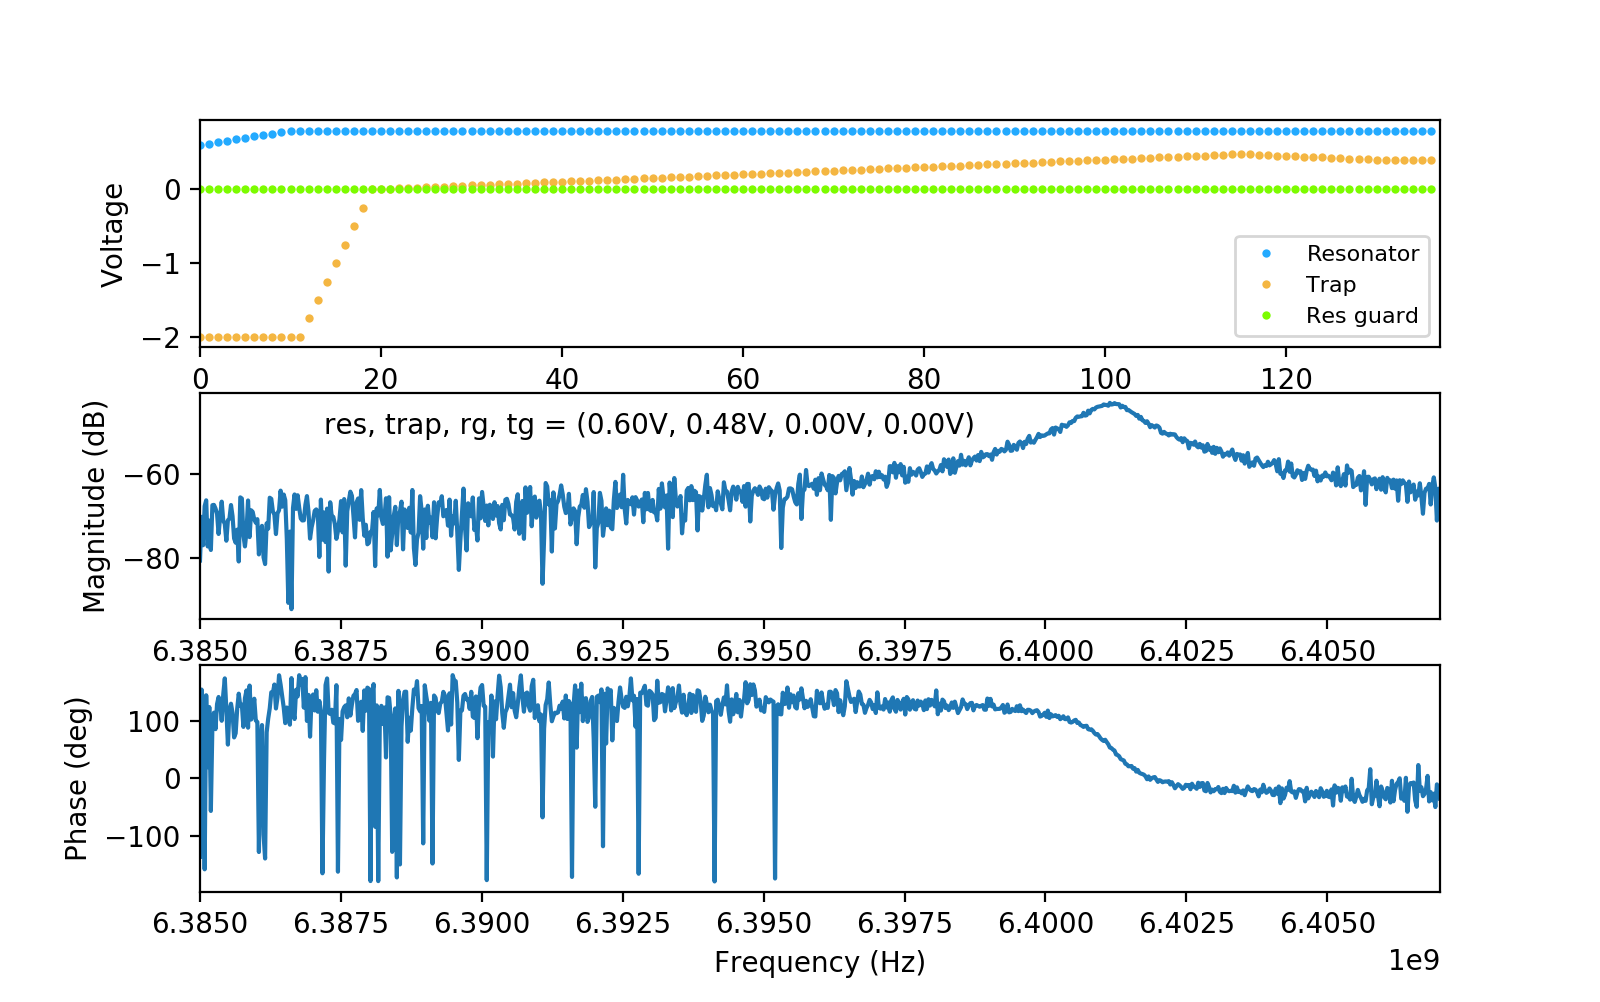 Voltage
0
−1
−2
Resonator
Trap
Res guard
0 20 40 60 80 100 120
Magnitude (dB)
−60
−80
res, trap, rg, tg = (0.60V, 0.48V, 0.00V, 0.00V)
6.3850 6.3875 6.3900 6.3925 6.3950 6.3975 6.4000 6.4025 6.4050
Phase (deg)
100
0
−100
6.3850 6.3875 6.3900 6.3925 6.3950 6.3975 6.4000 6.4025 6.4050
Frequency (Hz)
1e9